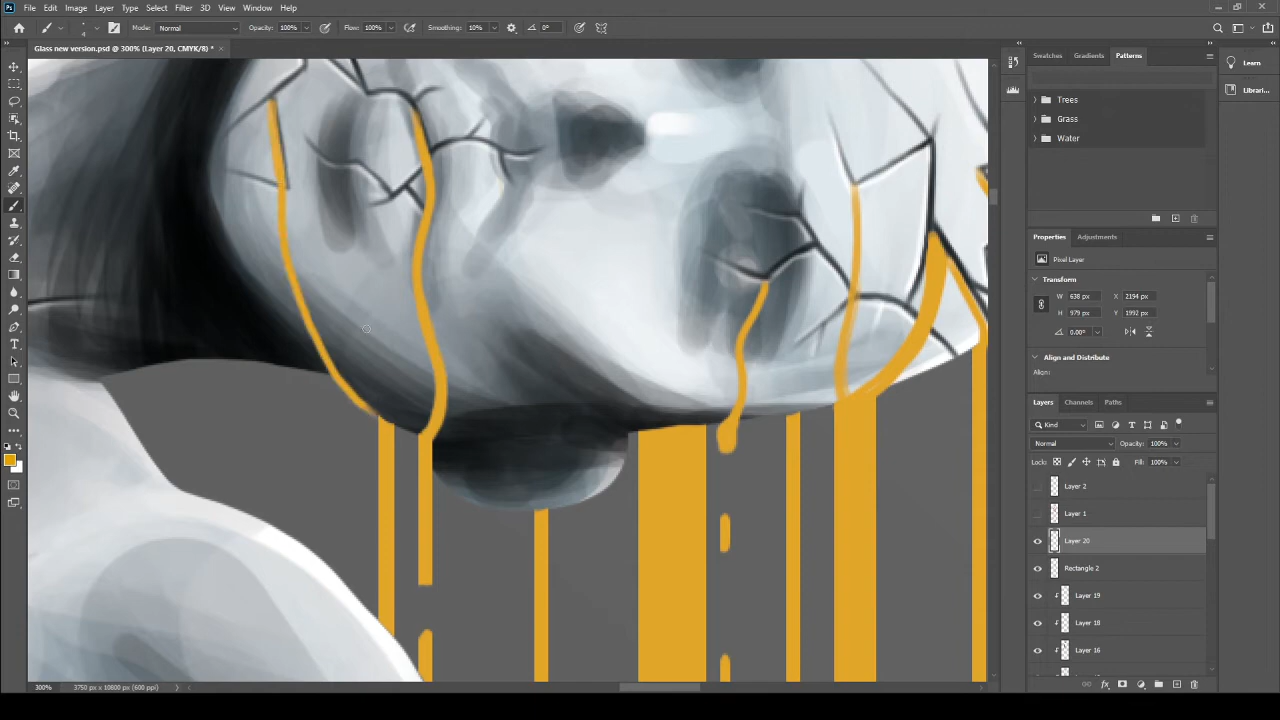 Ps File Edit Image Layer Type Select Filter 3D View Window Help
4 Mode: Normal Opacity: 100% Flow: 100% Smoothing: 10% 0°
Glass new version.psd @ 300% (Layer 20, CMYK/8) * ×
Swatches Gradients Patterns
Learn
Librari...
Trees
Grass
Water
Properties Adjustments
Pixel Layer
Transform
W 638 px X 2194 px
H 979 px Y 1992 px
0.00°
Align and Distribute
Align:
Layers Channels Paths
Kind
Normal Opacity: 100%
Lock: Fill: 100%
Layer 2
Layer 1
Layer 20
Rectangle 2
Layer 19
Layer 18
Layer 16
300% 3750 px x 10800 px (600 ppi)